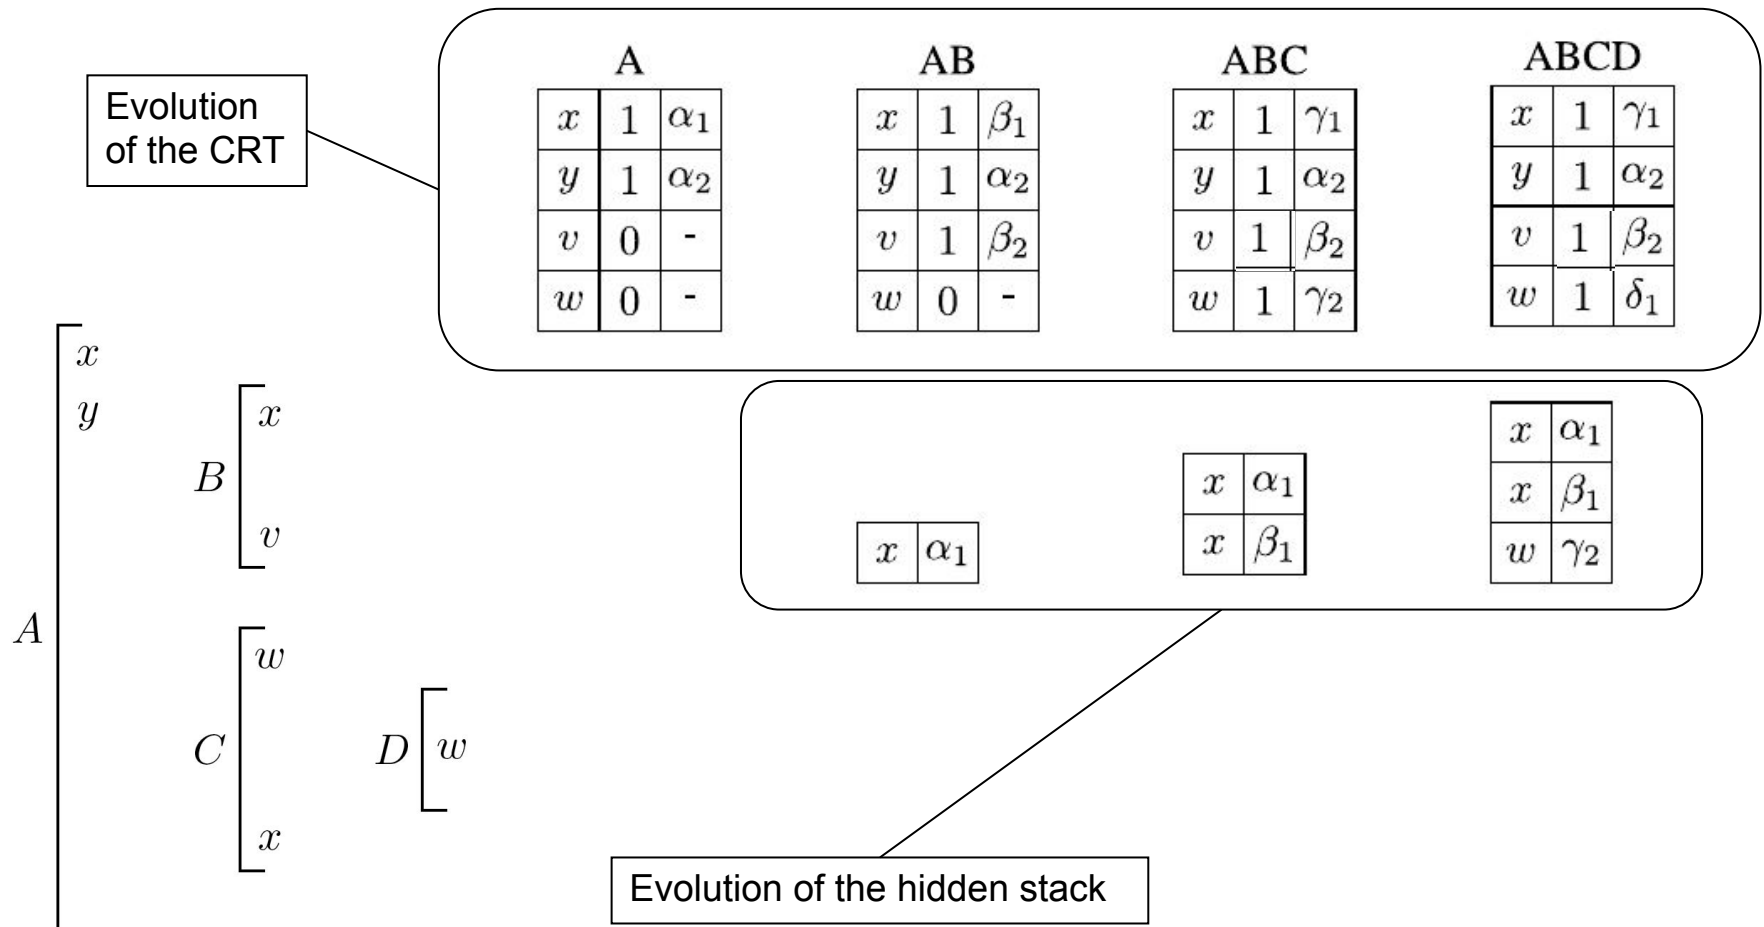 Evolution
of the CRT
A
x 1 α₁
y 1 α₂
v 0 -
w 0 -
AB
x 1 β₁
y 1 α₂
v 1 β₂
w 0 -
ABC
x 1 γ₁
y 1 α₂
v 1 β₂
w 1 γ₂
ABCD
x 1 γ₁
y 1 α₂
v 1 β₂
w 1 δ₁
A
x
y
B
x
v
C
w
x
D
w
x α₁
x α₁
x β₁
x α₁
x β₁
w γ₂
Evolution of the hidden stack